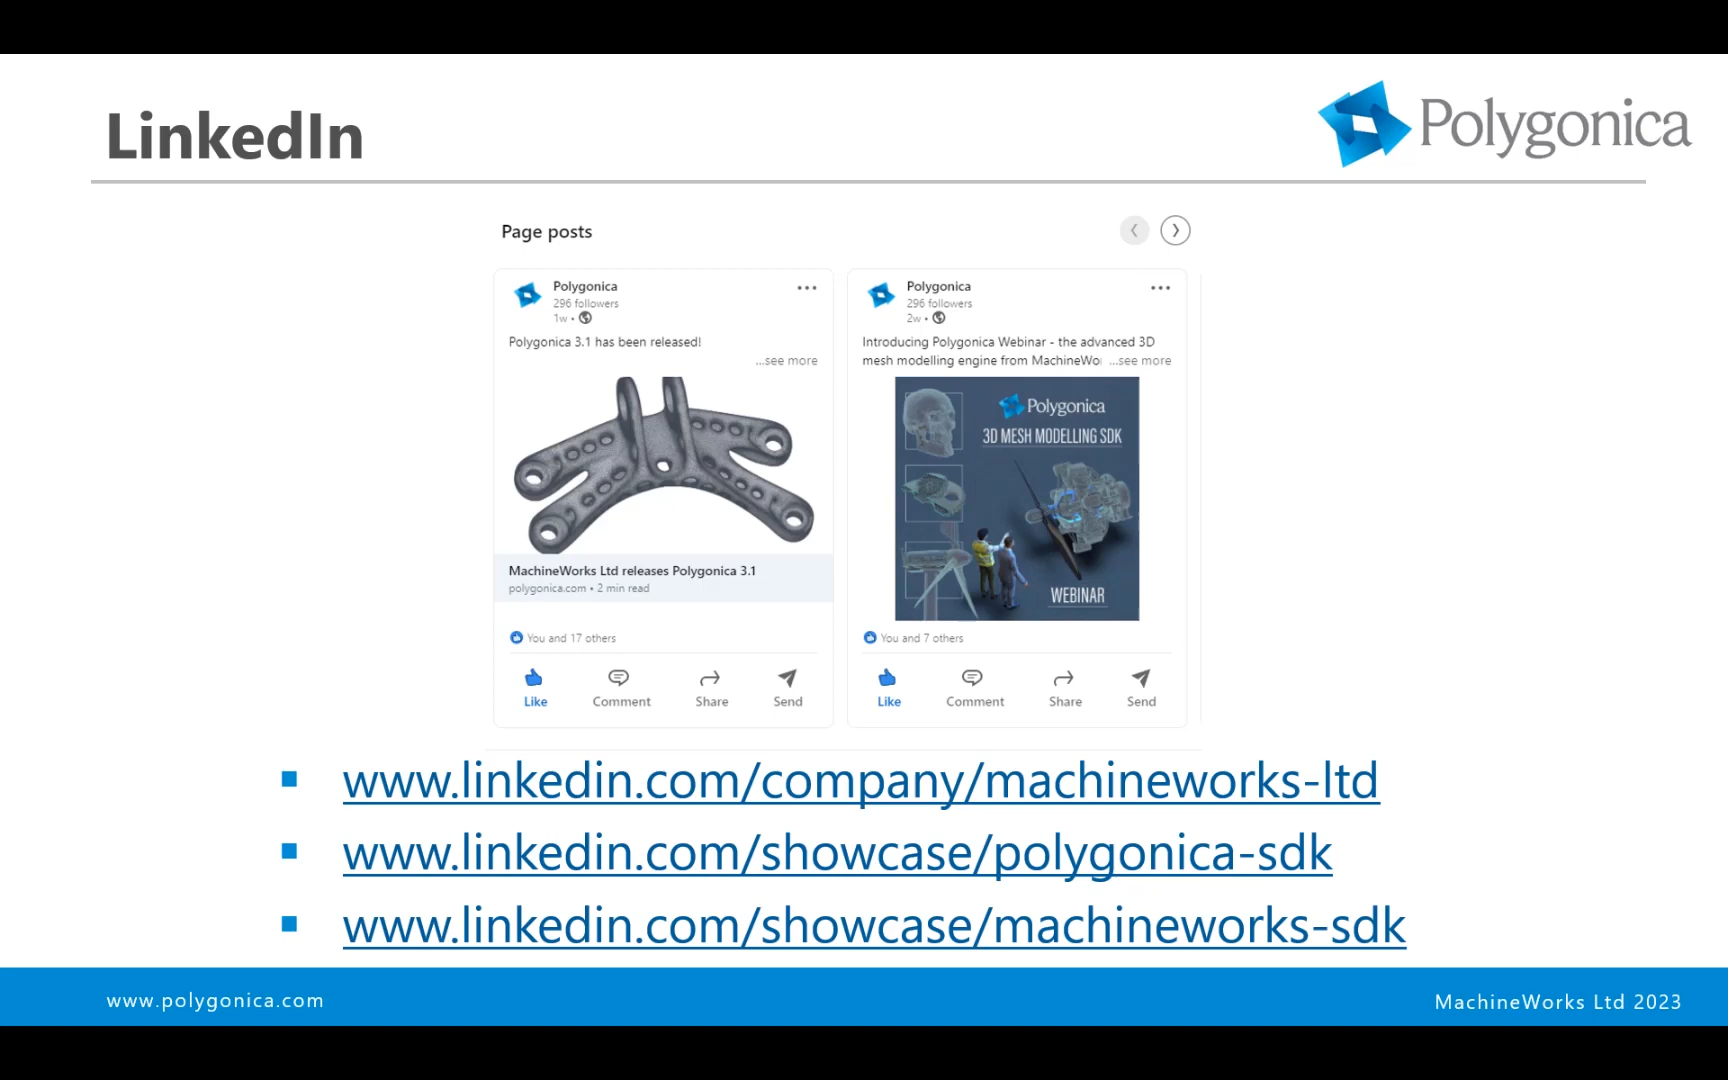 LinkedIn
Polygonica
Page posts
Polygonica
296 followers
1w •
Polygonica 3.1 has been released!
...see more
MachineWorks Ltd releases Polygonica 3.1
polygonica.com • 2 min read
You and 17 others
Like Comment Share Send
Polygonica
296 followers
2w •
Introducing Polygonica Webinar - the advanced 3D
mesh modelling engine from MachineWo ...see more
Polygonica
3D MESH MODELLING SDK
WEBINAR
You and 7 others
Like Comment Share Send
www.linkedin.com/company/machineworks-ltd
www.linkedin.com/showcase/polygonica-sdk
www.linkedin.com/showcase/machineworks-sdk
www.polygonica.com
MachineWorks Ltd 2023